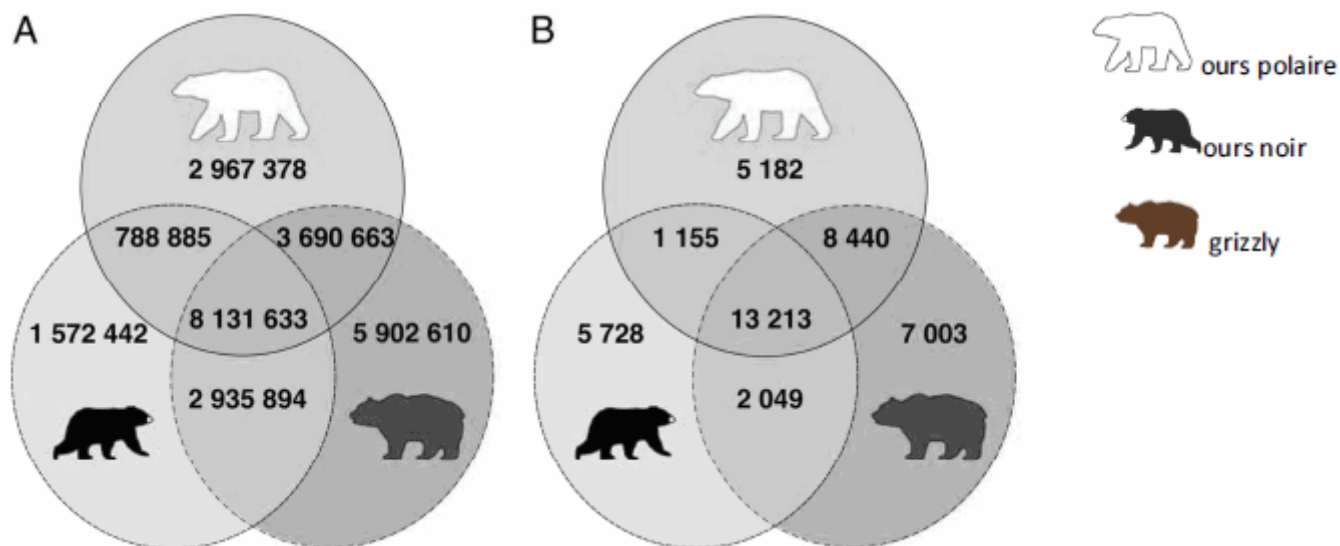 A
B
ours polaire
ours noir
grizzly
2 967 378
788 885
3 690 663
8 131 633
1 572 442
5 902 610
2 935 894
5 182
1 155
8 440
13 213
5 728
7 003
2 049